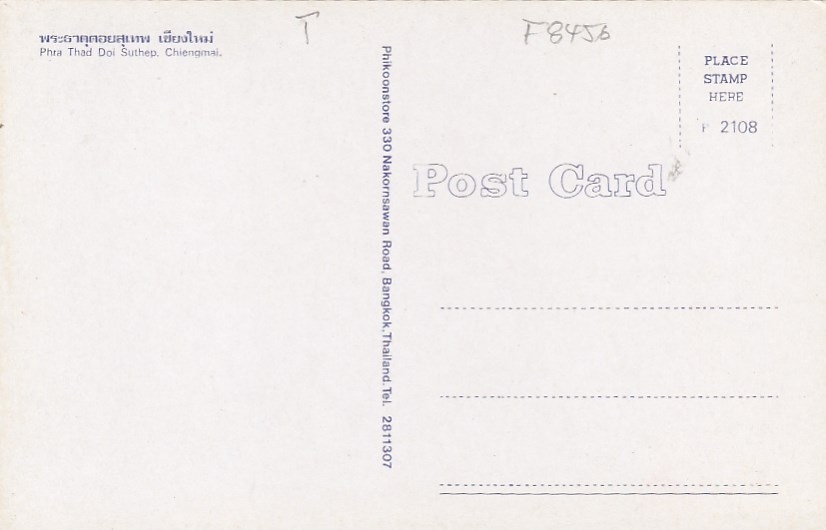 T
F845b
พระธาตุดอยสุเทพ เชียงใหม่
Phra Thad Doi Suthep, Chiengmai.
Phikoonstore 330 Nakornsawan Road, Bangkok, Thailand. Tel. 2811307
PLACE
STAMP
HERE
P 2108
Post Card